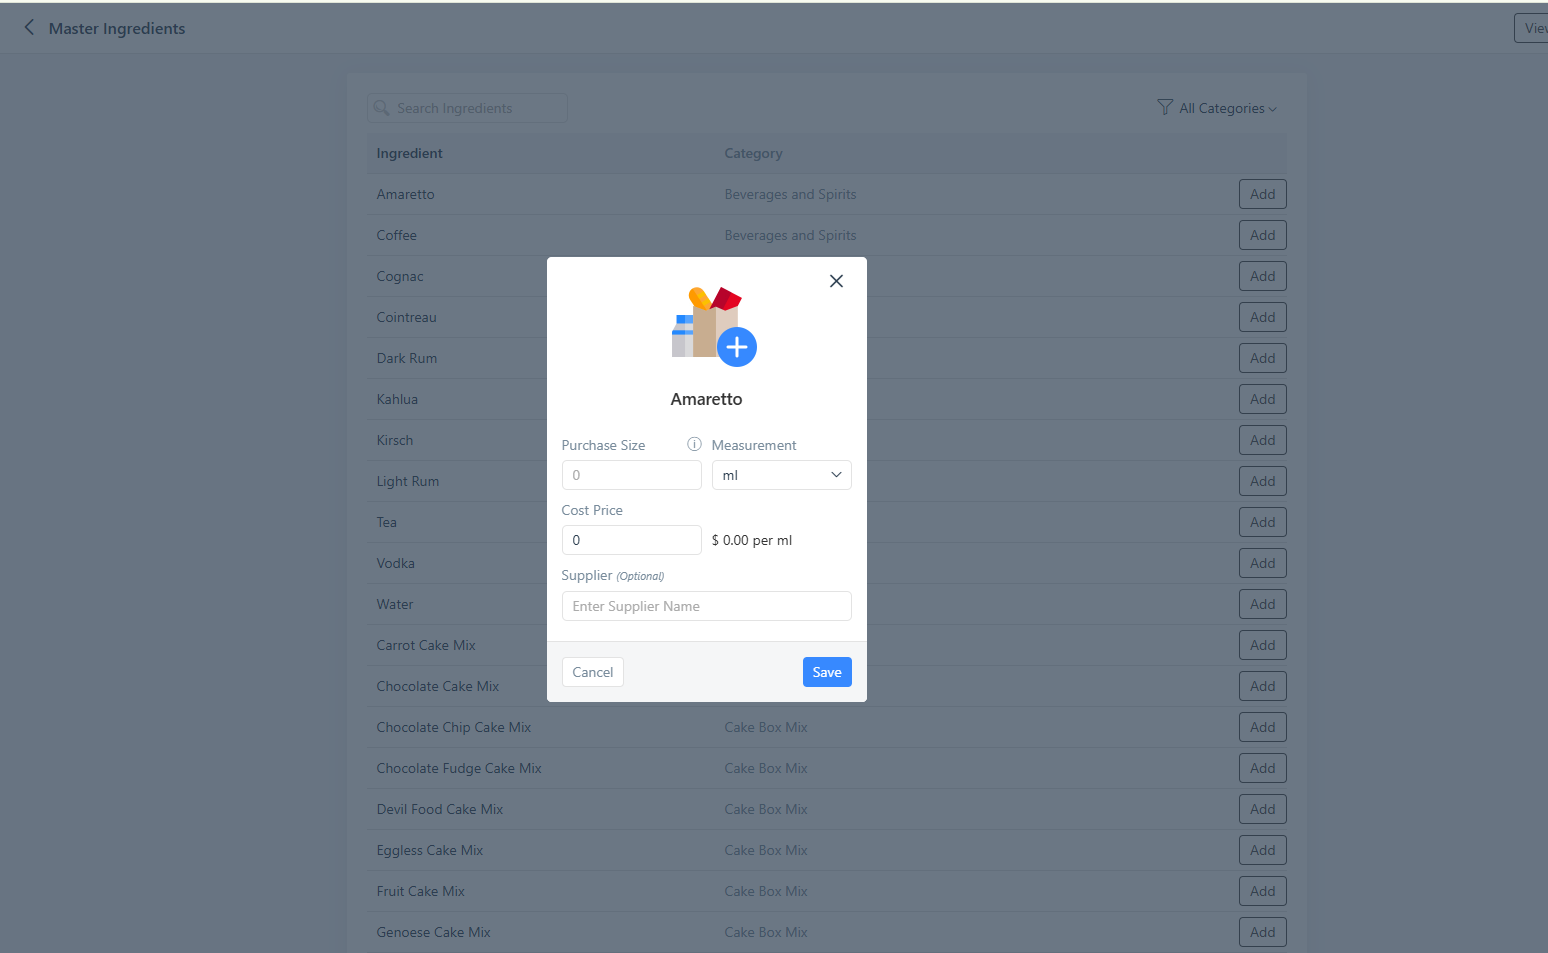 Master Ingredients
Search Ingredients
All Categories
Ingredient Category
Amaretto Beverages and Spirits Add
Coffee Beverages and Spirits Add
Cognac Add
Cointreau Add
Dark Rum Add
Kahlua Add
Kirsch Add
Light Rum Add
Tea Add
Vodka Add
Water Add
Carrot Cake Mix Add
Chocolate Cake Mix Add
Chocolate Chip Cake Mix Cake Box Mix Add
Chocolate Fudge Cake Mix Cake Box Mix Add
Devil Food Cake Mix Cake Box Mix Add
Eggless Cake Mix Cake Box Mix Add
Fruit Cake Mix Cake Box Mix Add
Genoese Cake Mix Cake Box Mix Add
Amaretto
Purchase Size Measurement
0 ml
Cost Price
0 $ 0.00 per ml
Supplier (Optional)
Enter Supplier Name
Cancel Save